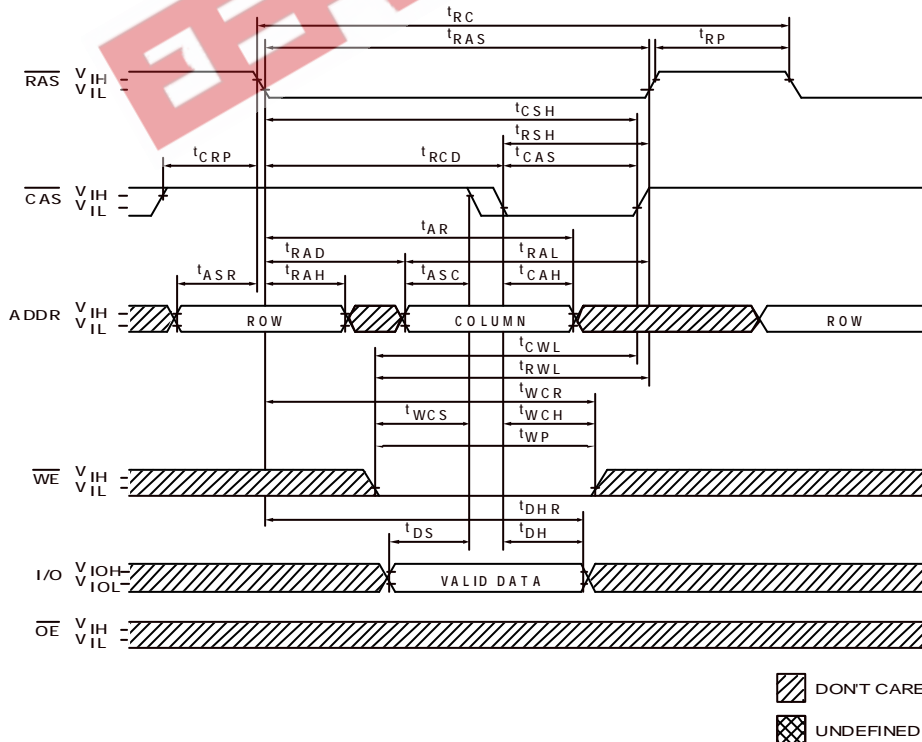 tRC
tRAS tRP
RAS VIH
VIL
tCSH
tRSH
tCRP tRCD tCAS
CAS VIH
VIL
tAR
tRAD tRAL
tASR tRAH tASC tCAH
ADDR VIH
VIL
ROW COLUMN ROW
tCWL
tRWL
tWCR
tWCS tWCH
tWP
WE VIH
VIL
tDHR
tDS tDH
I/O VIOH
VIOL
VALID DATA
OE VIH
VIL
DON'T CARE
UNDEFINED